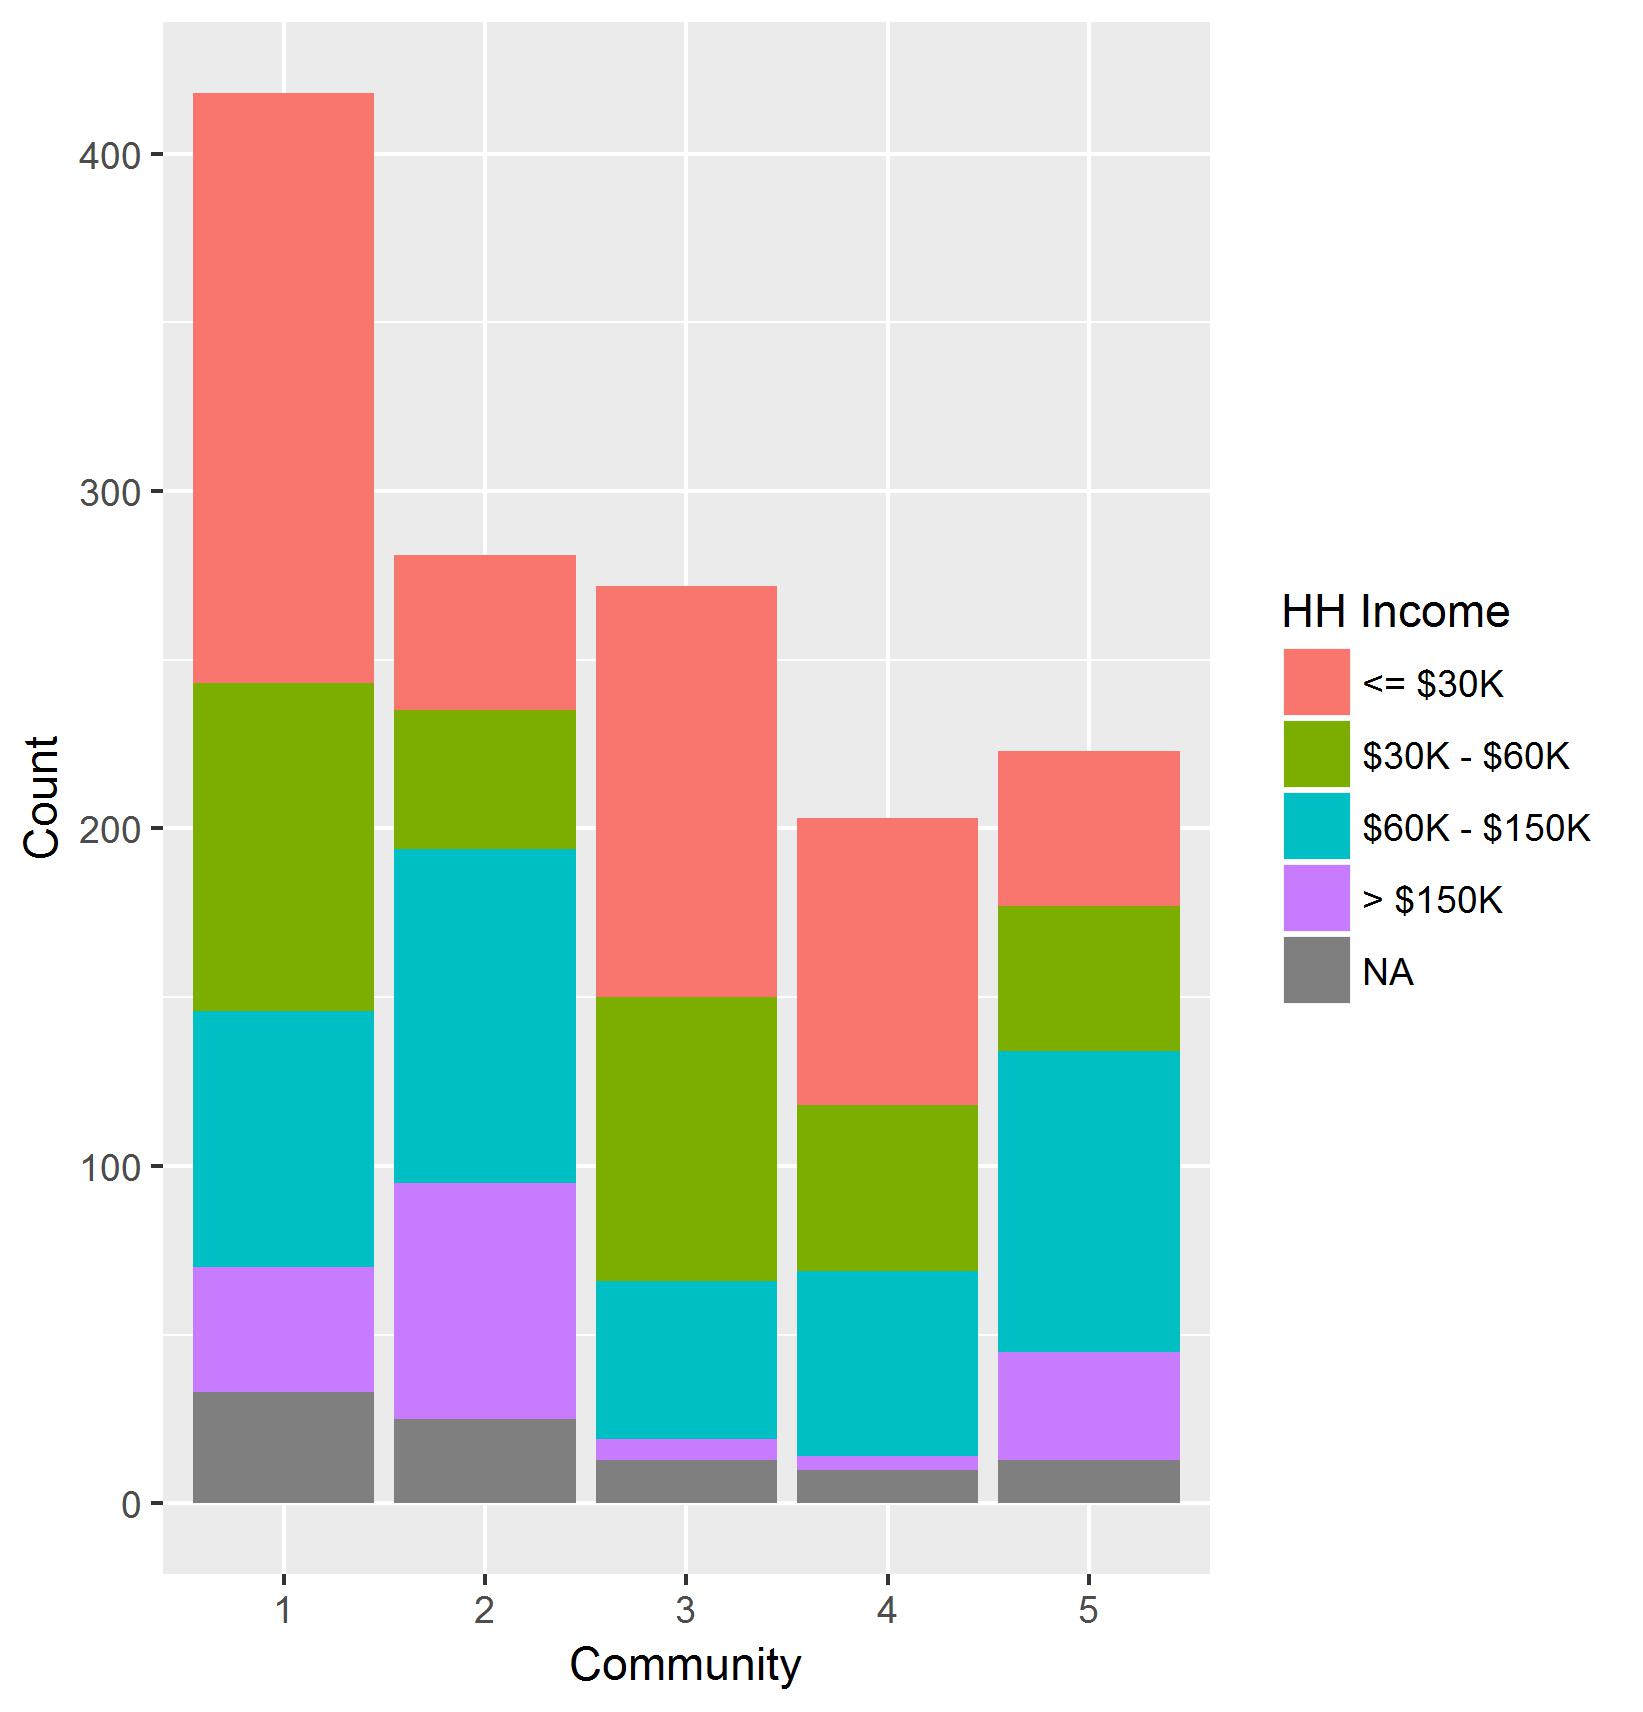 Count
400
300
200
100
0
1 2 3 4 5
Community
HH Income
<= $30K
$30K - $60K
$60K - $150K
> $150K
NA